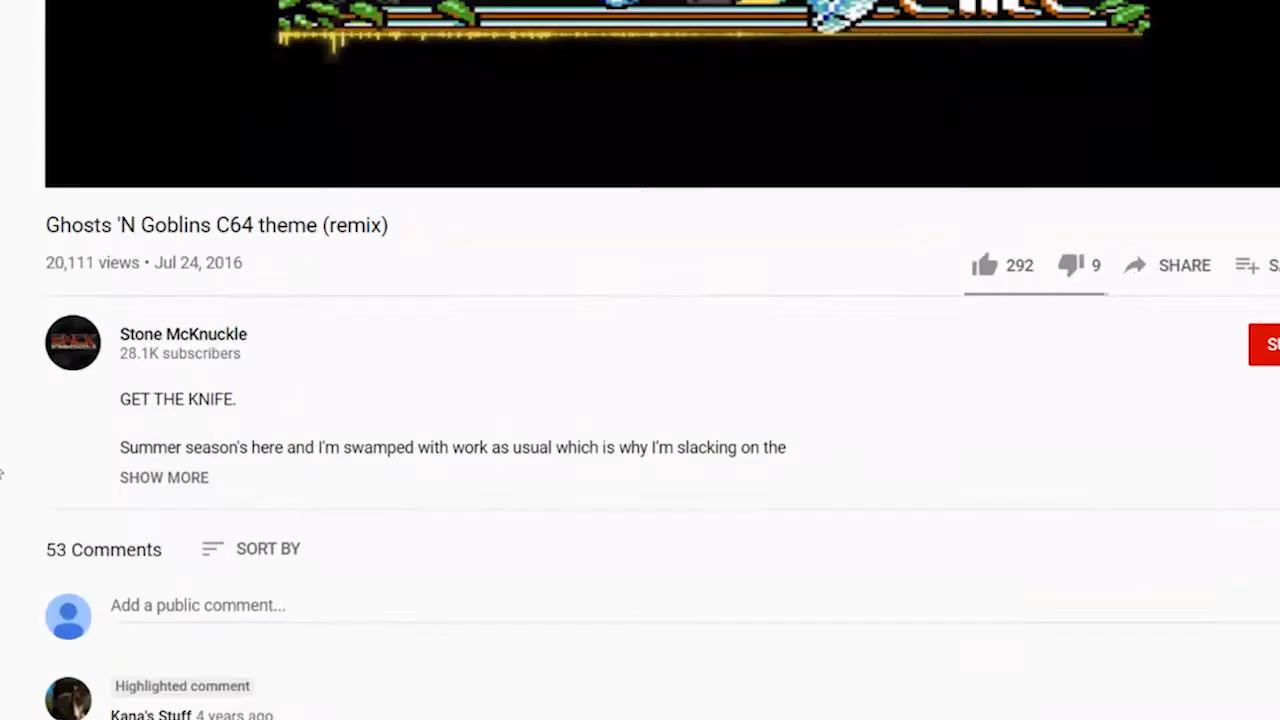 Ghosts 'N Goblins C64 theme (remix)
20,111 views • Jul 24, 2016
292 9 SHARE
Stone McKnuckle
28.1K subscribers
GET THE KNIFE.
Summer season's here and I'm swamped with work as usual which is why I'm slacking on the
SHOW MORE
53 Comments SORT BY
Add a public comment...
Highlighted comment
Kana's Stuff 4 years ago